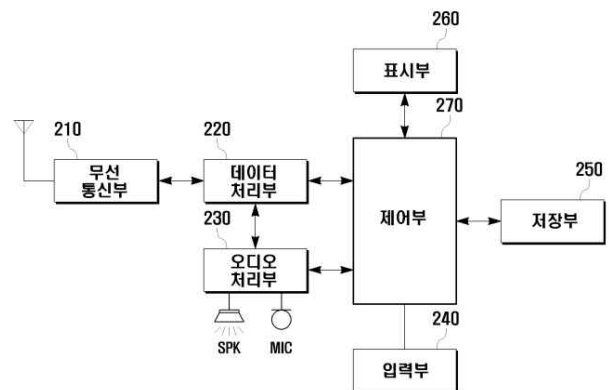 260
표시부
270
210
무선
통신부
220
데이터
처리부
제어부
250
저장부
230
오디오
처리부
SPK
MIC
240
입력부